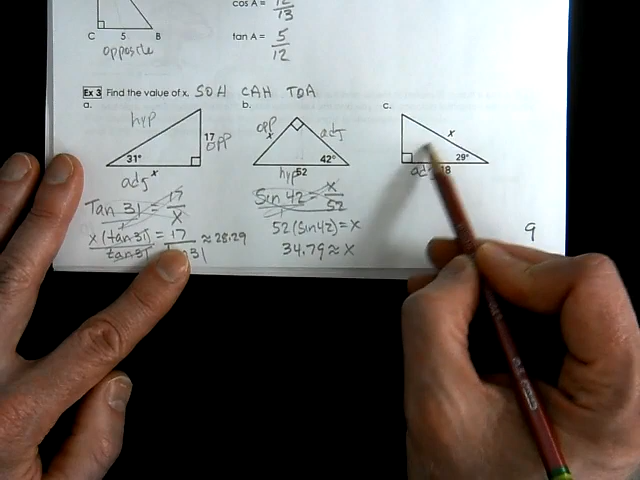 cos A = 12/13
C 5 B
opposite
tan A = 5/12
Ex 3 Find the value of x. SOH CAH TOA
a. b. c.
hyp 17 opp 31° adj x
opp x adj 42° hyp 52
x 29° adj 18
Tan 31 = 17/x
x(tan 31)/tan 31 = 17/ 31 ≈ 28.29
Sin 42 = x/52
52(sin 42) = x
34.79 ≈ x
9